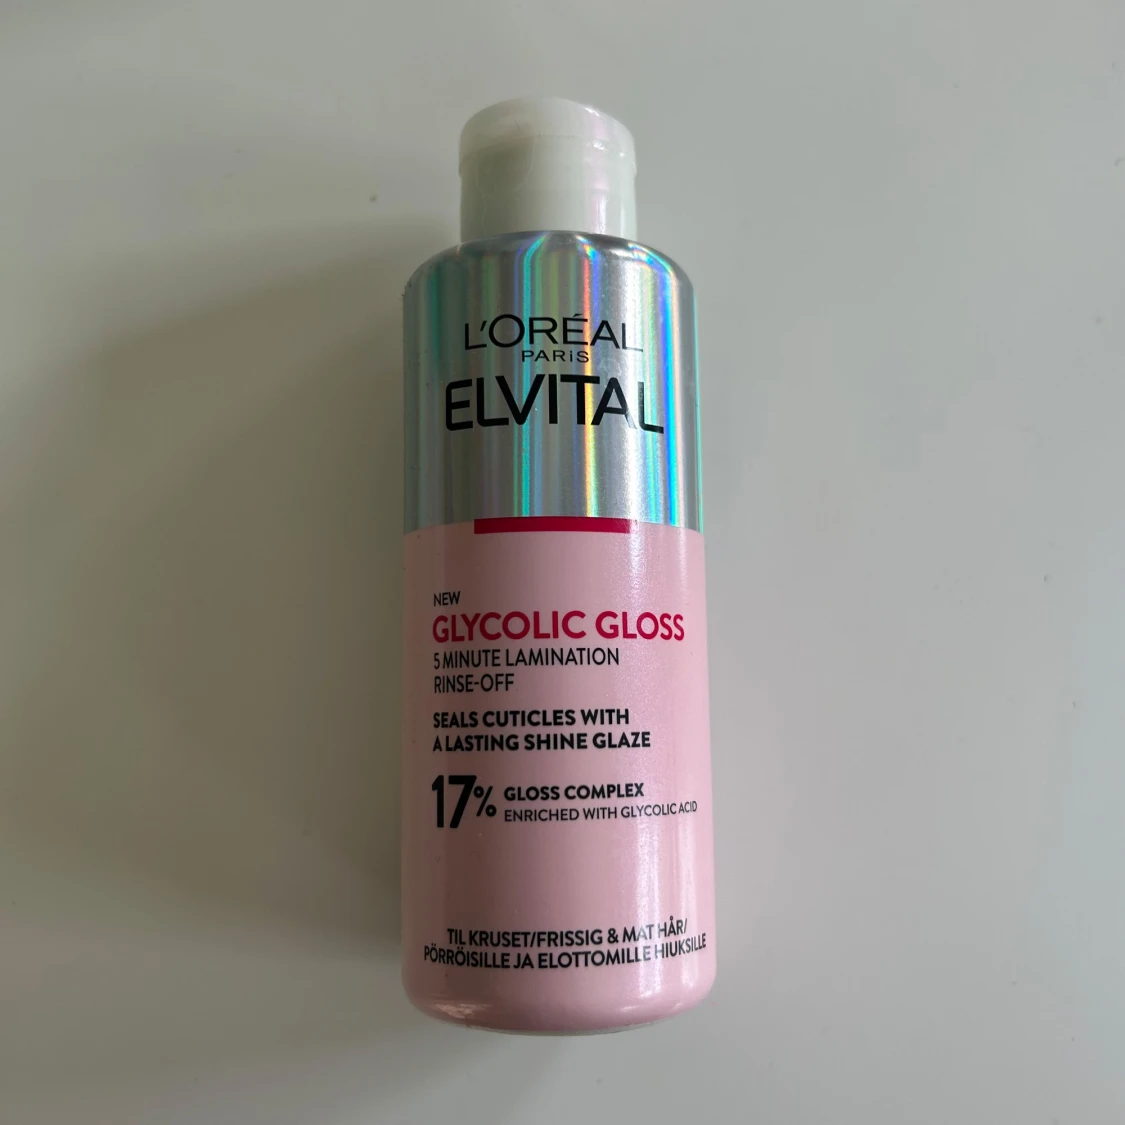 L'ORÉAL
PARiS
ELVITAL
NEW
GLYCOLIC GLOSS
5 MINUTE LAMINATION
RINSE-OFF
SEALS CUTICLES WITH
A LASTING SHINE GLAZE
17% GLOSS COMPLEX
ENRICHED WITH GLYCOLIC ACID
TIL KRUSET/FRISSIG & MAT HÅR/
PÖRRÖISILLE JA ELOTTOMILLE HIUKSILLE